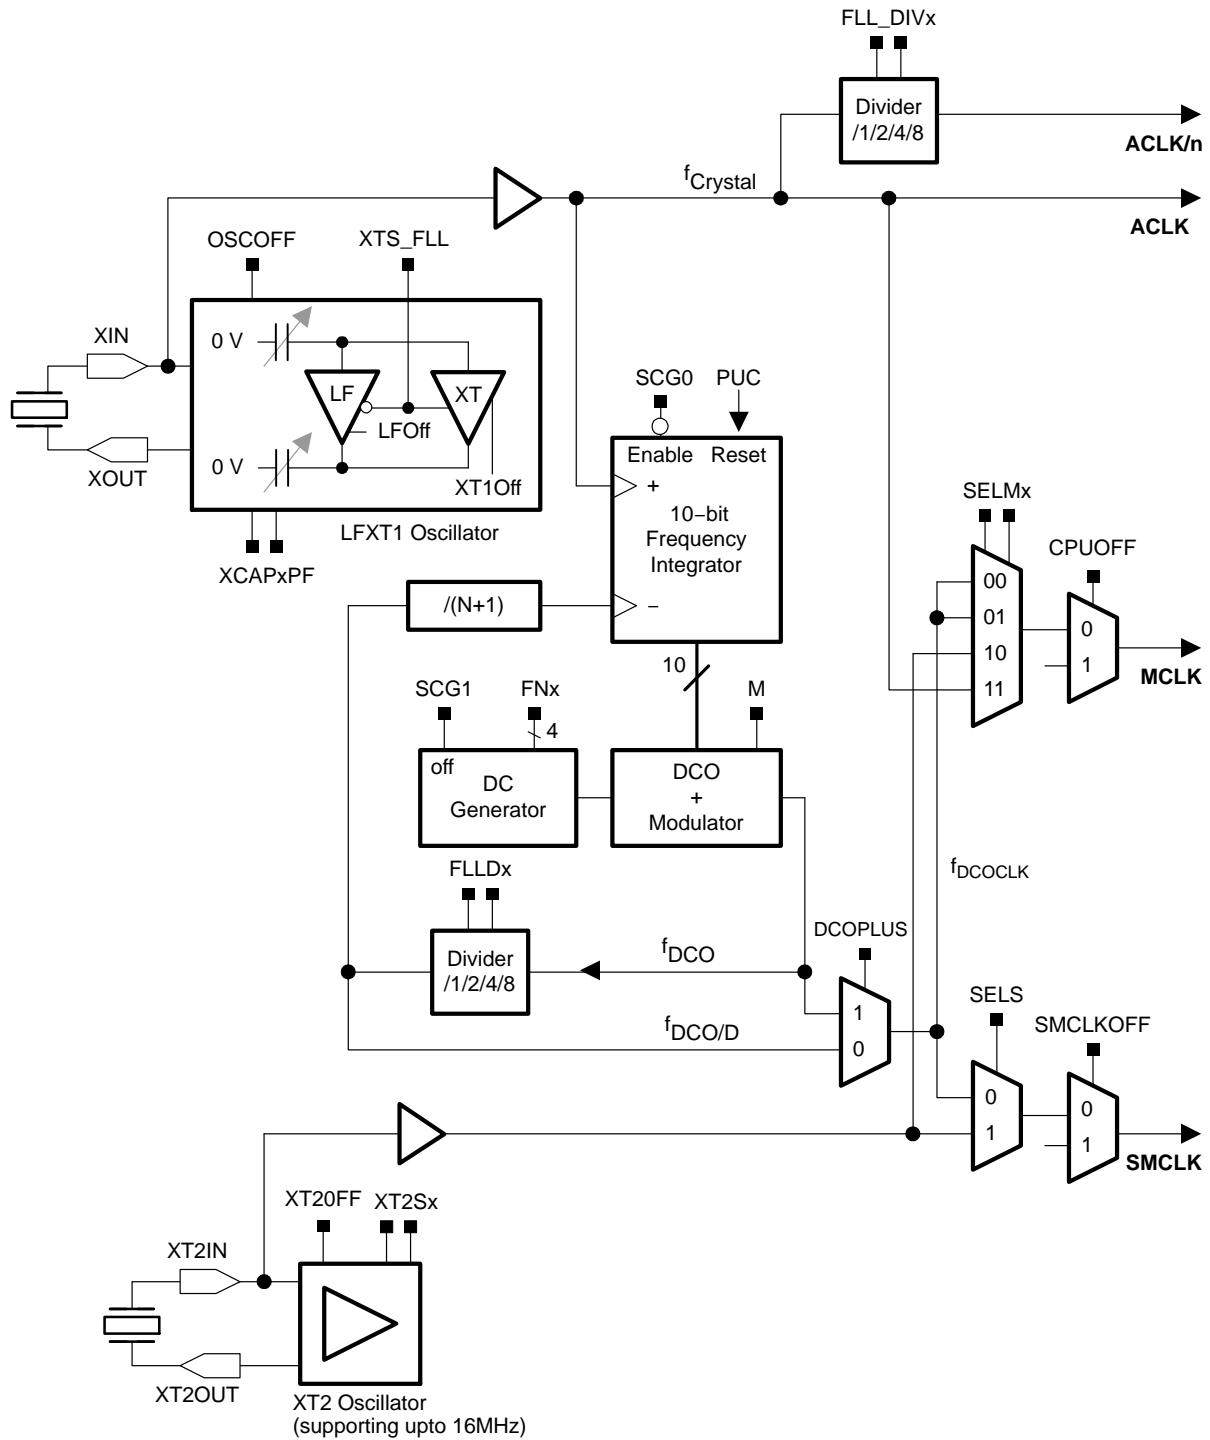 FLL_DIVx
Divider
/1/2/4/8
ACLK/n
fCrystal
ACLK
OSCOFF
XTS_FLL
XIN
0 V
LF
XT
LFOff
XOUT
0 V
XT1Off
LFXT1 Oscillator
XCAPxPF
SCG0
PUC
Enable
Reset
+
10−bit
Frequency
Integrator
−
/(N+1)
SELMx
00
01
10
11
CPUOFF
0
1
MCLK
10
SCG1
FNx
4
M
off
DC
Generator
DCO
+
Modulator
fDCOCLK
FLLDx
Divider
/1/2/4/8
fDCO
fDCO/D
DCOPLUS
1
0
SELS
0
1
SMCLKOFF
0
1
SMCLK
XT20FF
XT2Sx
XT2IN
XT2OUT
XT2 Oscillator
(supporting upto 16MHz)